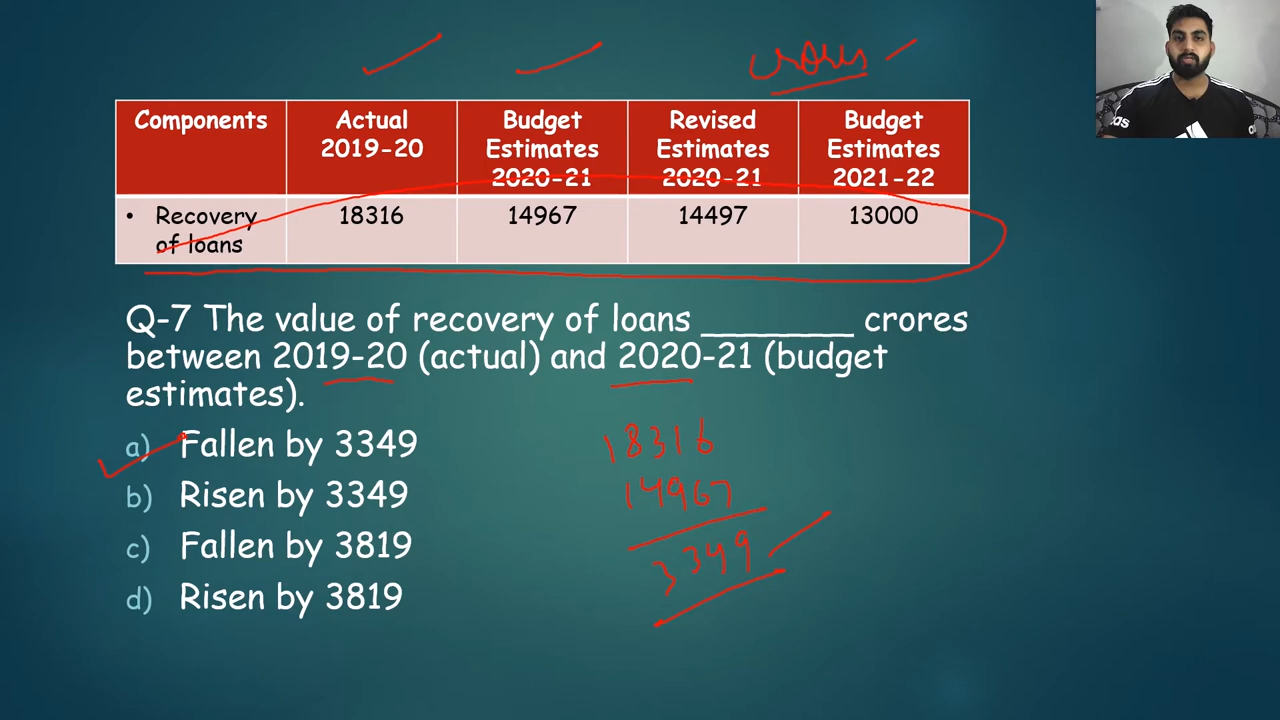 crores
Components Actual 2019-20 Budget Estimates 2020-21 Revised Estimates 2020-21 Budget Estimates 2021-22
• Recovery of loans 18316 14967 14497 13000
Q-7 The value of recovery of loans ________ crores
between 2019-20 (actual) and 2020-21 (budget
estimates).
a) Fallen by 3349
b) Risen by 3349
c) Fallen by 3819
d) Risen by 3819
18316
14967
3349